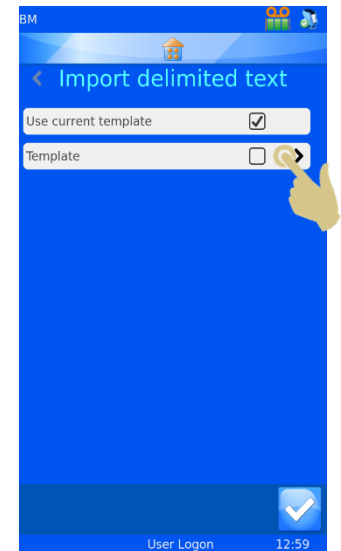 BM
Import delimited text
Use current template
Template
User Logon 12:59